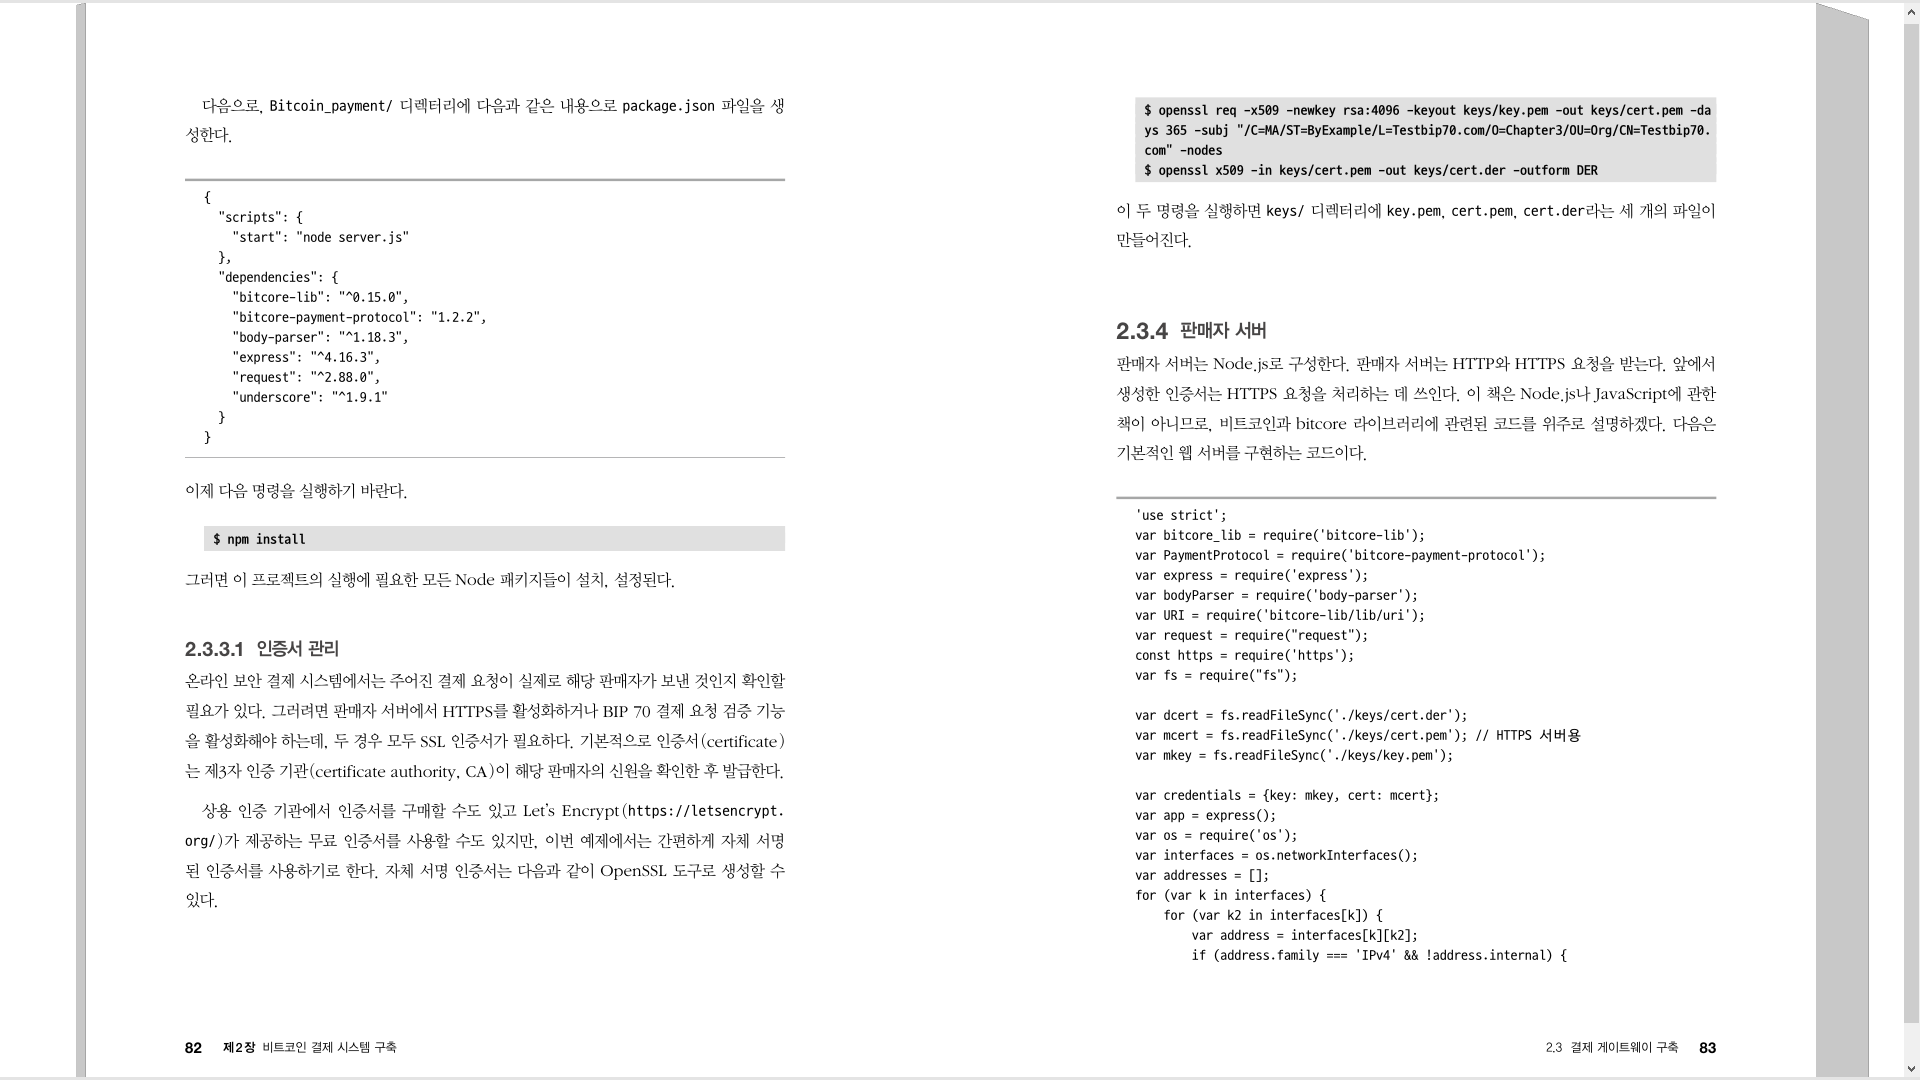 다음으로, Bitcoin_payment/ 디렉터리에 다음과 같은 내용으로 package.json 파일을 생
성한다.
{
"scripts": {
"start": "node server.js"
},
"dependencies": {
"bitcore-lib": "^0.15.0",
"bitcore-payment-protocol": "1.2.2",
"body-parser": "^1.18.3",
"express": "^4.16.3",
"request": "^2.88.0",
"underscore": "^1.9.1"
}
}
이제 다음 명령을 실행하기 바란다.
$ npm install
그러면 이 프로젝트의 실행에 필요한 모든 Node 패키지들이 설치, 설정된다.
2.3.3.1 인증서 관리
온라인 보안 결제 시스템에서는 주어진 결제 요청이 실제로 해당 판매자가 보낸 것인지 확인할
필요가 있다. 그러려면 판매자 서버에서 HTTPS를 활성화하거나 BIP 70 결제 요청 검증 기능
을 활성화해야 하는데, 두 경우 모두 SSL 인증서가 필요하다. 기본적으로 인증서(certificate)
는 제3자 인증 기관(certificate authority, CA)이 해당 판매자의 신원을 확인한 후 발급한다.
상용 인증 기관에서 인증서를 구매할 수도 있고 Let's Encrypt(https://letsencrypt.
org/)가 제공하는 무료 인증서를 사용할 수도 있지만, 이번 예제에서는 간편하게 자체 서명
된 인증서를 사용하기로 한다. 자체 서명 인증서는 다음과 같이 OpenSSL 도구로 생성할 수
있다.
82 제2장 비트코인 결제 시스템 구축
$ openssl req -x509 -newkey rsa:4096 -keyout keys/key.pem -out keys/cert.pem -da
ys 365 -subj "/C=MA/ST=ByExample/L=Testbip70.com/O=Chapter3/OU=Org/CN=Testbip70.
com" -nodes
$ openssl x509 -in keys/cert.pem -out keys/cert.der -outform DER
이 두 명령을 실행하면 keys/ 디렉터리에 key.pem, cert.pem, cert.der라는 세 개의 파일이
만들어진다.
2.3.4 판매자 서버
판매자 서버는 Node.js로 구성한다. 판매자 서버는 HTTP와 HTTPS 요청을 받는다. 앞에서
생성한 인증서는 HTTPS 요청을 처리하는 데 쓰인다. 이 책은 Node.js나 JavaScript에 관한
책이 아니므로, 비트코인과 bitcore 라이브러리에 관련된 코드를 위주로 설명하겠다. 다음은
기본적인 웹 서버를 구현하는 코드이다.
'use strict';
var bitcore_lib = require('bitcore-lib');
var PaymentProtocol = require('bitcore-payment-protocol');
var express = require('express');
var bodyParser = require('body-parser');
var URI = require('bitcore-lib/lib/uri');
var request = require("request");
const https = require('https');
var fs = require("fs");
var dcert = fs.readFileSync('./keys/cert.der');
var mcert = fs.readFileSync('./keys/cert.pem'); // HTTPS 서버용
var mkey = fs.readFileSync('./keys/key.pem');
var credentials = {key: mkey, cert: mcert};
var app = express();
var os = require('os');
var interfaces = os.networkInterfaces();
var addresses = [];
for (var k in interfaces) {
for (var k2 in interfaces[k]) {
var address = interfaces[k][k2];
if (address.family === 'IPv4' && !address.internal) {
2.3 결제 게이트웨이 구축 83